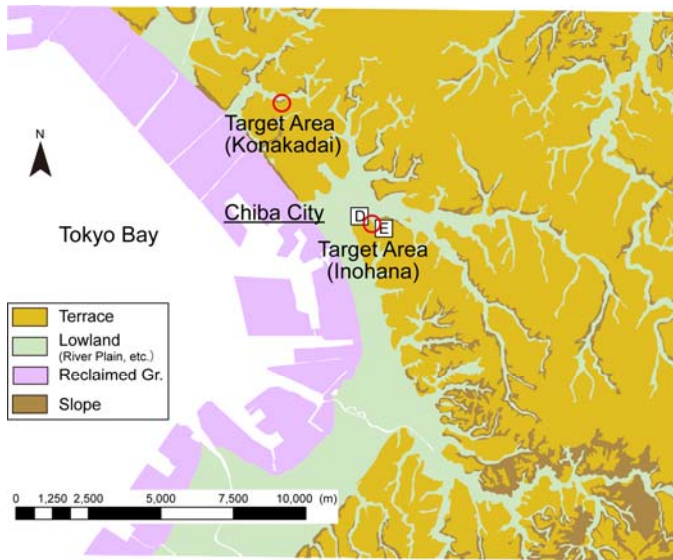 Target Area
(Konakadai)
N
Chiba City
D
E
Tokyo Bay
Target Area
(Inohana)
Terrace
Lowland
(River Plain, etc.)
Reclaimed Gr.
Slope
0 1,250 2,500 5,000 7,500 10,000 (m)